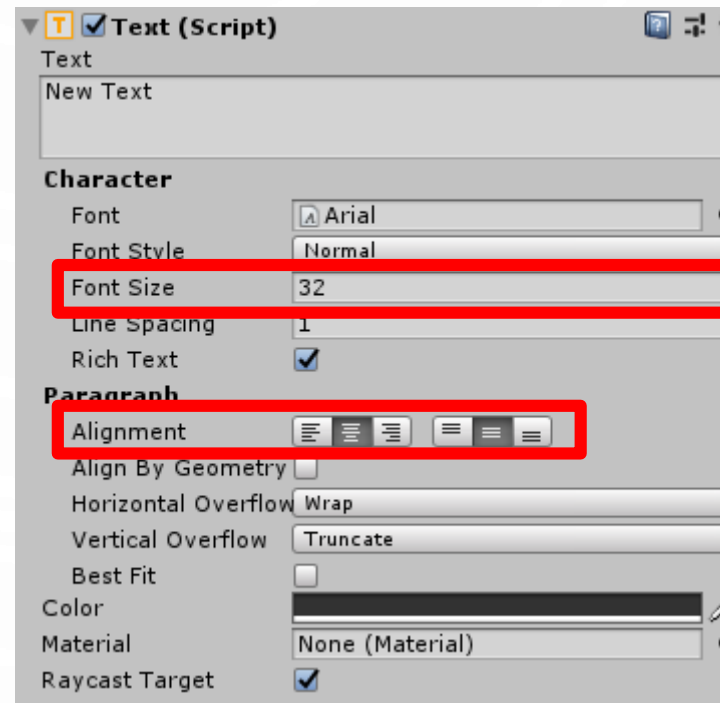 Text (Script)
Text
New Text
Character
Font Arial
Font Style Normal
Font Size 32
Line Spacing 1
Rich Text
Paragraph
Alignment
Align By Geometry
Horizontal Overflow Wrap
Vertical Overflow Truncate
Best Fit
Color
Material None (Material)
Raycast Target